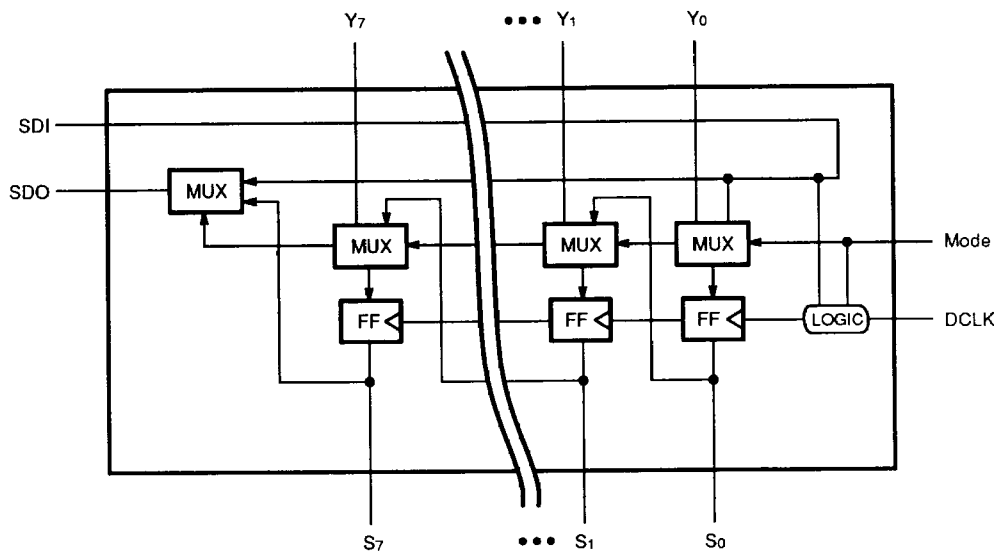 Y7 ••• Y1 Y0
SDI
SDO
MUX
MUX
MUX
MUX
Mode
FF
FF
FF
LOGIC
DCLK
S7 ••• S1 S0